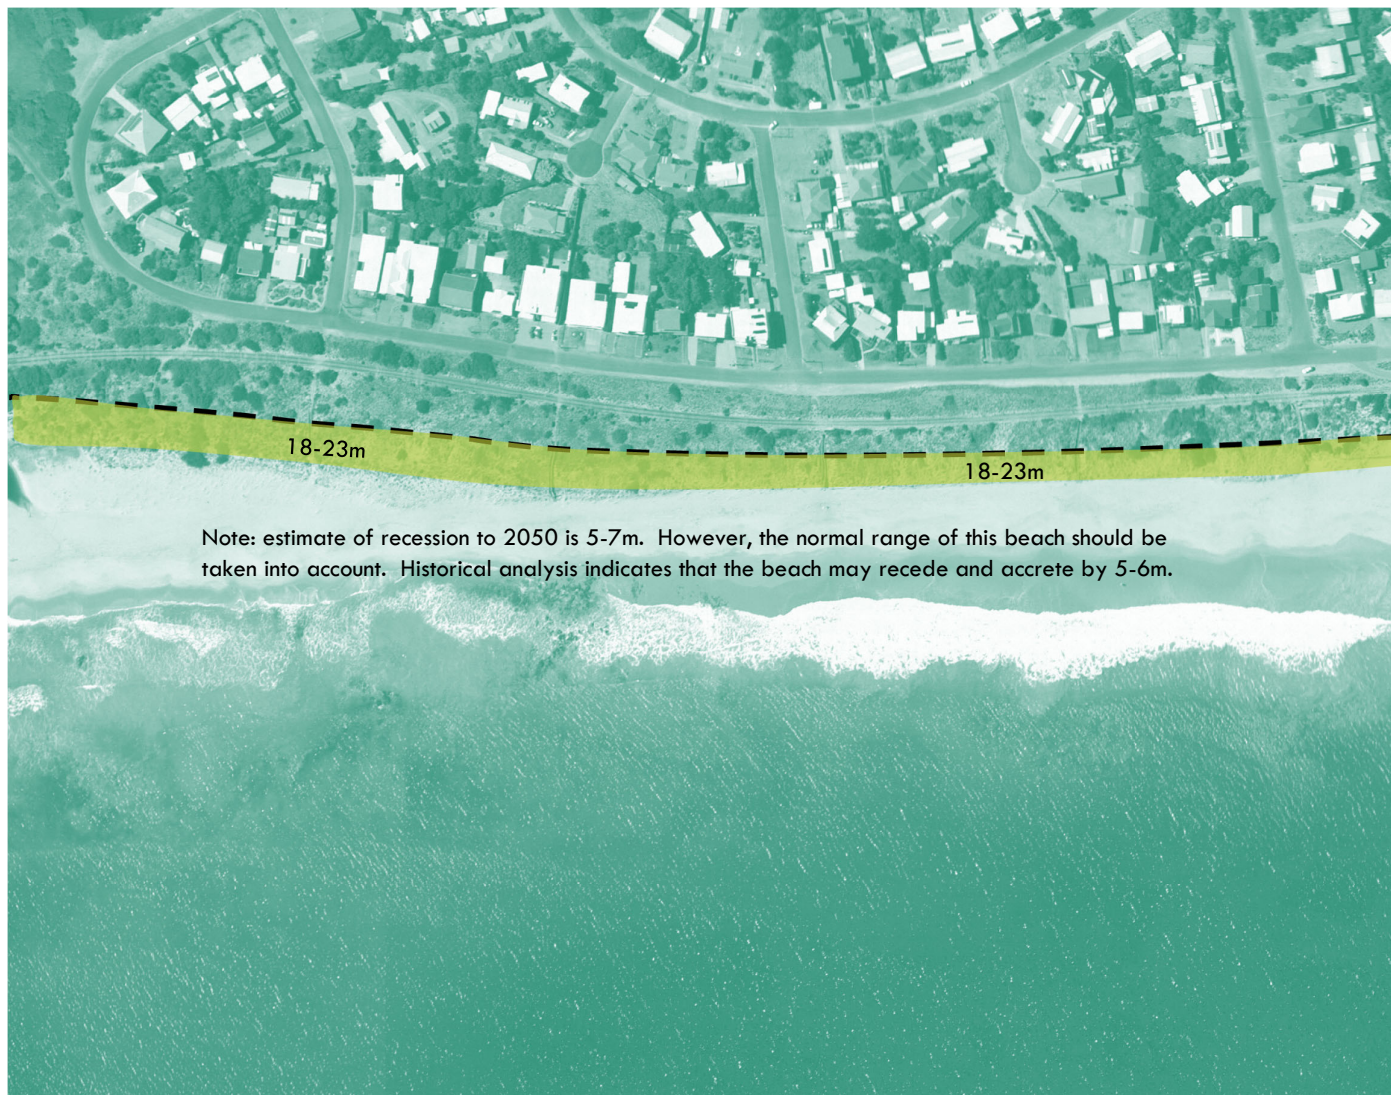 18-23m
18-23m
Note: estimate of recession to 2050 is 5-7m.  However, the normal range of this beach should be
taken into account.  Historical analysis indicates that the beach may recede and accrete by 5-6m.